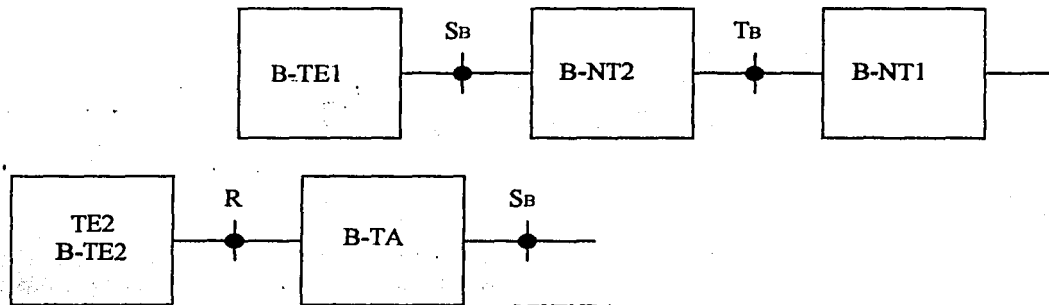 SB TB
B-TE1 B-NT2 B-NT1
R SB
TE2
B-TE2
B-TA